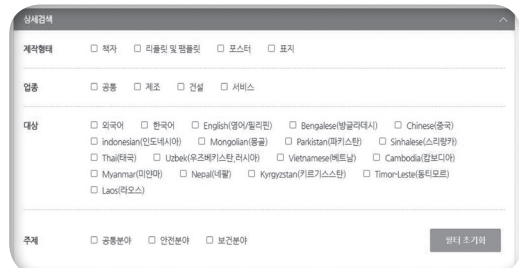 상세검색
제작형태 책자 리플릿 및 팸플릿 포스터 표지
업종 공통 제조 건설 서비스
대상 외국어 한국어 English(영어/필리핀) Bengalese(방글라데시) Chinese(중국)
indonesian(인도네시아) Mongolian(몽골) Parkistan(파키스탄) Sinhalese(스리랑카)
Thai(태국) Uzbek(우즈베키스탄,러시아) Vietnamese(베트남) Cambodia(캄보디아)
Myanmar(미얀마) Nepal(네팔) Kyrgyzstan(키르기스스탄) Timor-Leste(동티모르)
Laos(라오스)
주제 공통분야 안전분야 보건분야 필터 초기화